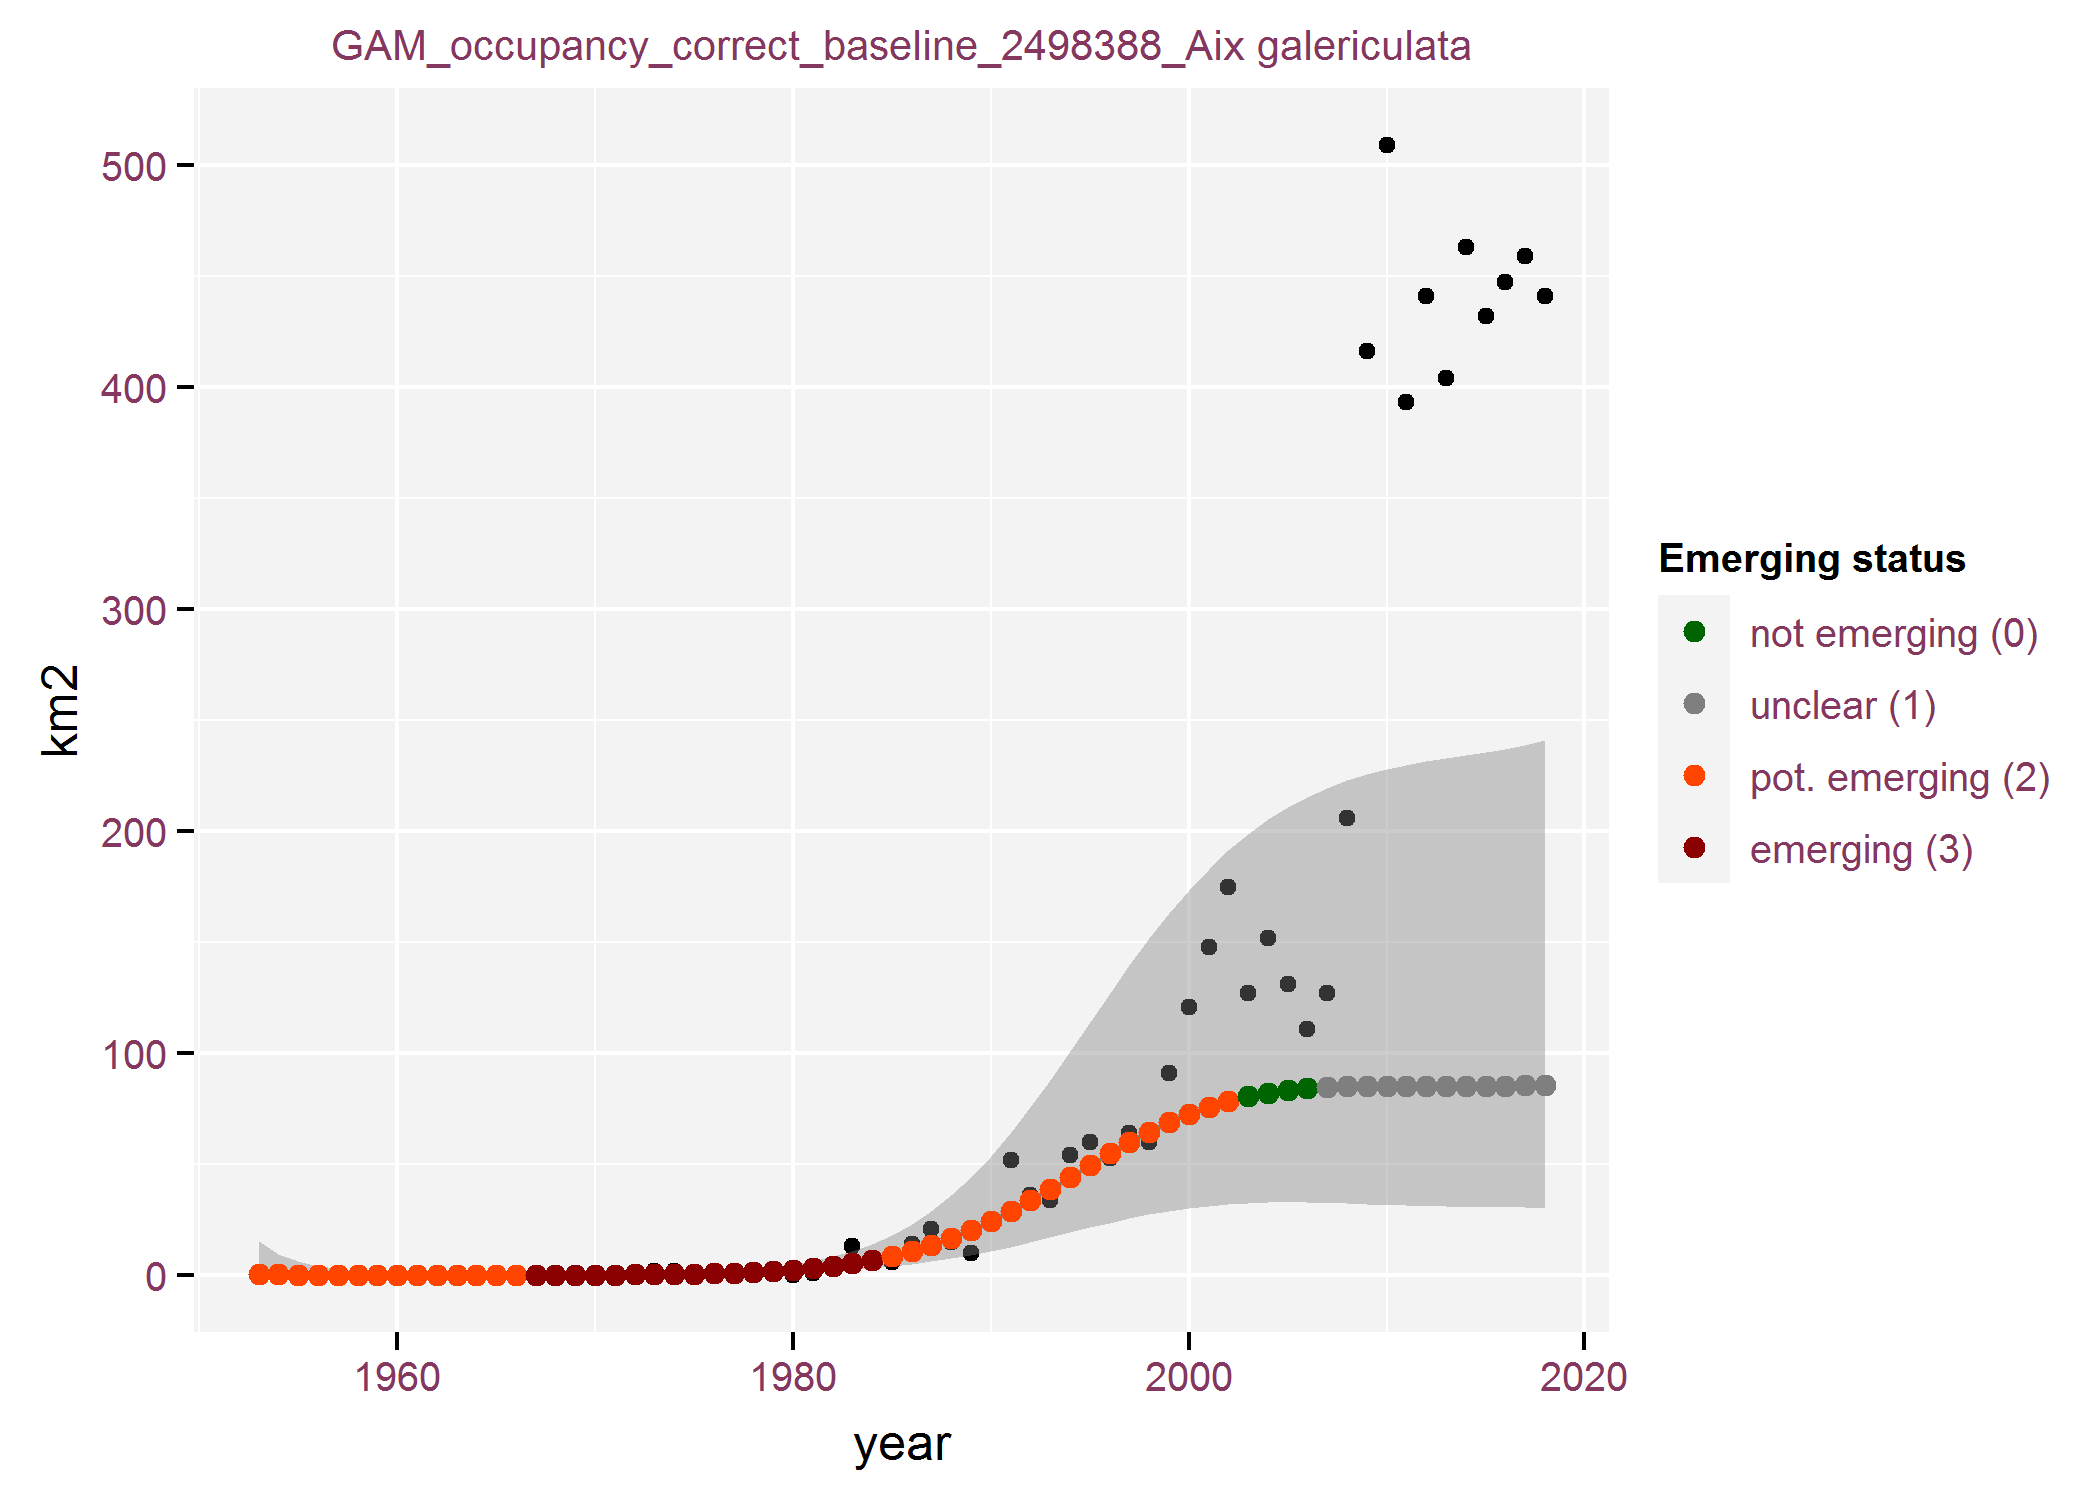 GAM_occupancy_correct_baseline_2498388_Aix galericulata
500
400
300
200
100
0
km2
1960
1980
2000
2020
year
Emerging status
not emerging (0)
unclear (1)
pot. emerging (2)
emerging (3)